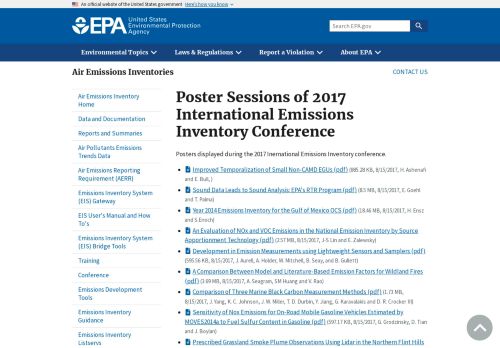 An official website of the United States government Here's how you know
EPA United States Environmental Protection Agency
Search EPA.gov
Environmental Topics Laws & Regulations Report a Violation About EPA
Air Emissions Inventories
CONTACT US
Air Emissions Inventory Home
Data and Documentation
Reports and Summaries
Air Pollutants Emissions Trends Data
Air Emissions Reporting Requirement (AERR)
Emissions Inventory System (EIS) Gateway
EIS User's Manual and How To's
Emissions Inventory System (EIS) Bridge Tools
Training
Conference
Emissions Development Tools
Emissions Inventory Guidance
Emissions Inventory Listservs
Poster Sessions of 2017
International Emissions
Inventory Conference
Posters displayed during the 2017 Inernational Emissions Inventory conference.
Improved Temporalization of Small Non-CAMD EGUs (pdf) (885.28 KB, 8/15/2017, H. Ashenafi
and E. Bull, )
Sound Data Leads to Sound Analysis: EPA's RTR Program (pdf) (8.5 MB, 8/15/2017, E. Goehl
and T. Palma)
Year 2014 Emissions Inventory for the Gulf of Mexico OCS (pdf) (18.46 MB, 8/15/2017, H. Ensz
and S.Enoch)
An Evaluation of NOx and VOC Emissions in the National Emission Inventory by Source
Apportionment Technology (pdf) (2.57 MB, 8/15/2017, J-S Lin and E. Zalewsky)
Development in Emission Measurements using Lightweight Sensors and Samplers (pdf)
(595.56 KB, 8/15/2017, J. Aurell, A. Holder, W. Mitchell, B. Seay, and B. Gullett)
A Comparison Between Model and Literature-Based Emission Factors for Wildland Fires
(pdf) (3.69 MB, 8/15/2017, A. Seagram, SM Huang and V. Rao)
Comparison of Three Marine Black Carbon Measurement Methods (pdf) (1.73 MB,
8/15/2017, J. Yang, K. C. Johnson, J. W. Miller, T. D. Durbin, Y. Jiang, G. Karavalakis and D. R. Crocker III)
Sensitivity of Nox Emissions for On-Road Mobile Gasoline Vehicles Estimated by
MOVES2014a to Fuel Sulfur Content in Gasoline (pdf) (597.17 KB, 8/15/2017, G. Grodzinsky, D. Tian
and J. Boylan)
Prescribed Grassland Smoke Plume Observations Using Lidar in the Northern Flint Hills